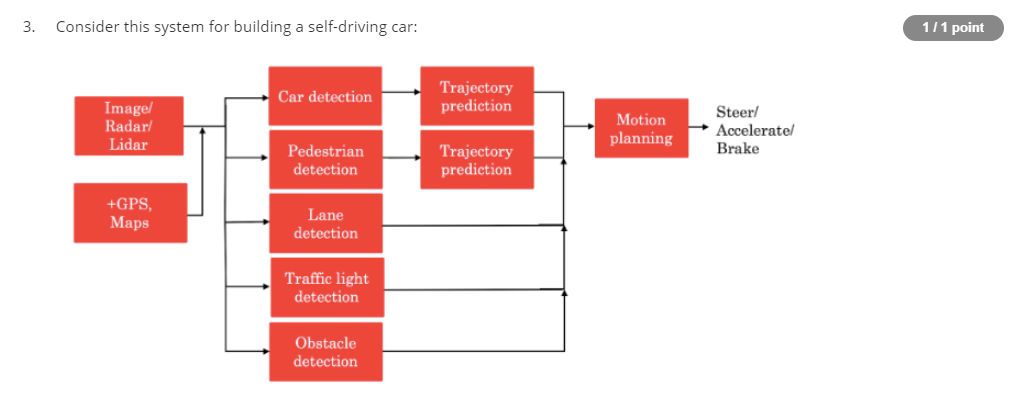 3. Consider this system for building a self-driving car:
1 / 1 point
Image/
Radar/
Lidar
+GPS,
Maps
Car detection
Trajectory
prediction
Pedestrian
detection
Trajectory
prediction
Lane
detection
Traffic light
detection
Obstacle
detection
Motion
planning
Steer/
Accelerate/
Brake